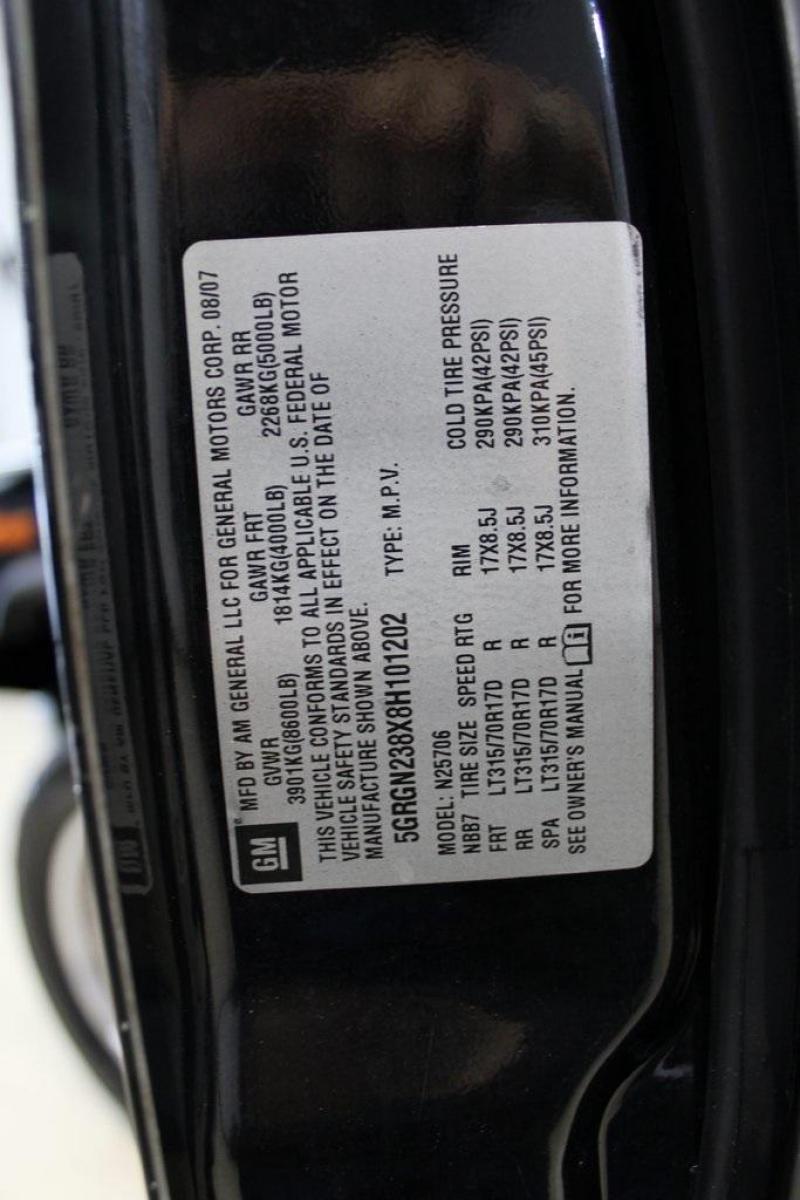 GM
® MFD BY AM GENERAL LLC FOR GENERAL MOTORS CORP. 08/07
GVWR GAWR FRT GAWR RR
3901KG(8600LB) 1814KG(4000LB) 2268KG(5000LB)
THIS VEHICLE CONFORMS TO ALL APPLICABLE U.S. FEDERAL MOTOR
VEHICLE SAFETY STANDARDS IN EFFECT ON THE DATE OF
MANUFACTURE SHOWN ABOVE.
5GRGN238X8H101202 TYPE: M.P.V.
MODEL: N25706
NBB7 TIRE SIZE SPEED RTG RIM COLD TIRE PRESSURE
FRT LT315/70R17D R 17X8.5J 290KPA(42PSI)
RR LT315/70R17D R 17X8.5J 290KPA(42PSI)
SPA LT315/70R17D R 17X8.5J 310KPA(45PSI)
SEE OWNER'S MANUAL FOR MORE INFORMATION.